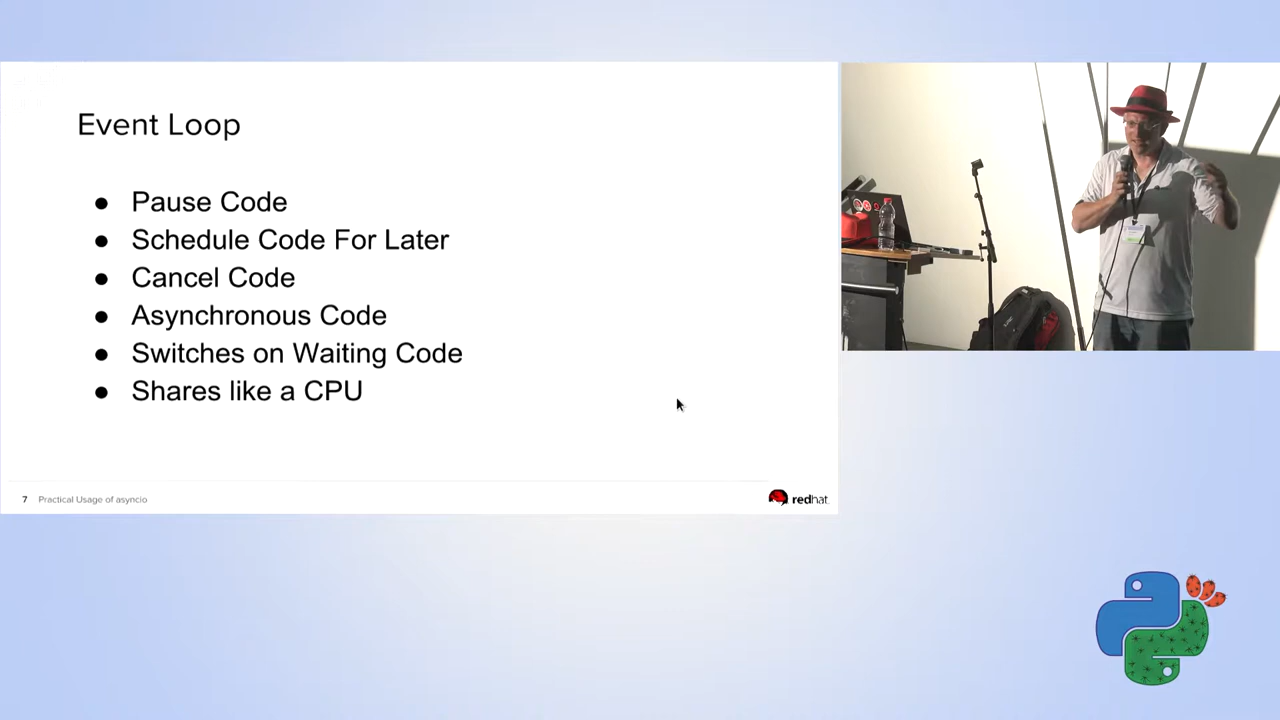 Event Loop
● Pause Code
● Schedule Code For Later
● Cancel Code
● Asynchronous Code
● Switches on Waiting Code
● Shares like a CPU
7 Practical Usage of asyncio
redhat.